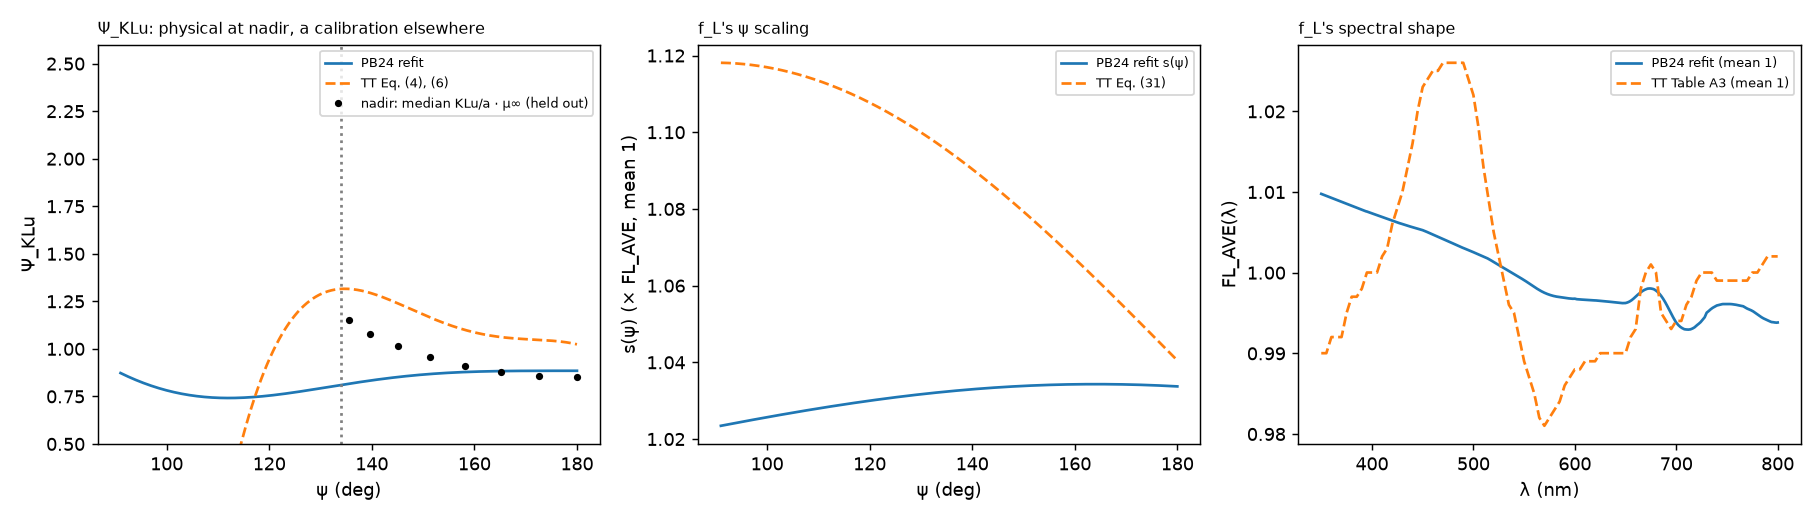 Ψ_KLu: physical at nadir, a calibration elsewhere
PB24 refit
TT Eq. (4), (6)
nadir: median KLu/a · μ∞ (held out)
Ψ_KLu
2.50
2.25
2.00
1.75
1.50
1.25
1.00
0.75
0.50
100
120
140
160
180
ψ (deg)
f_L's ψ scaling
PB24 refit s(ψ)
TT Eq. (31)
s(ψ) (× FL_AVE, mean 1)
1.12
1.10
1.08
1.06
1.04
1.02
100
120
140
160
180
ψ (deg)
f_L's spectral shape
PB24 refit (mean 1)
TT Table A3 (mean 1)
FL_AVE(λ)
1.02
1.01
1.00
0.99
0.98
400
500
600
700
800
λ (nm)